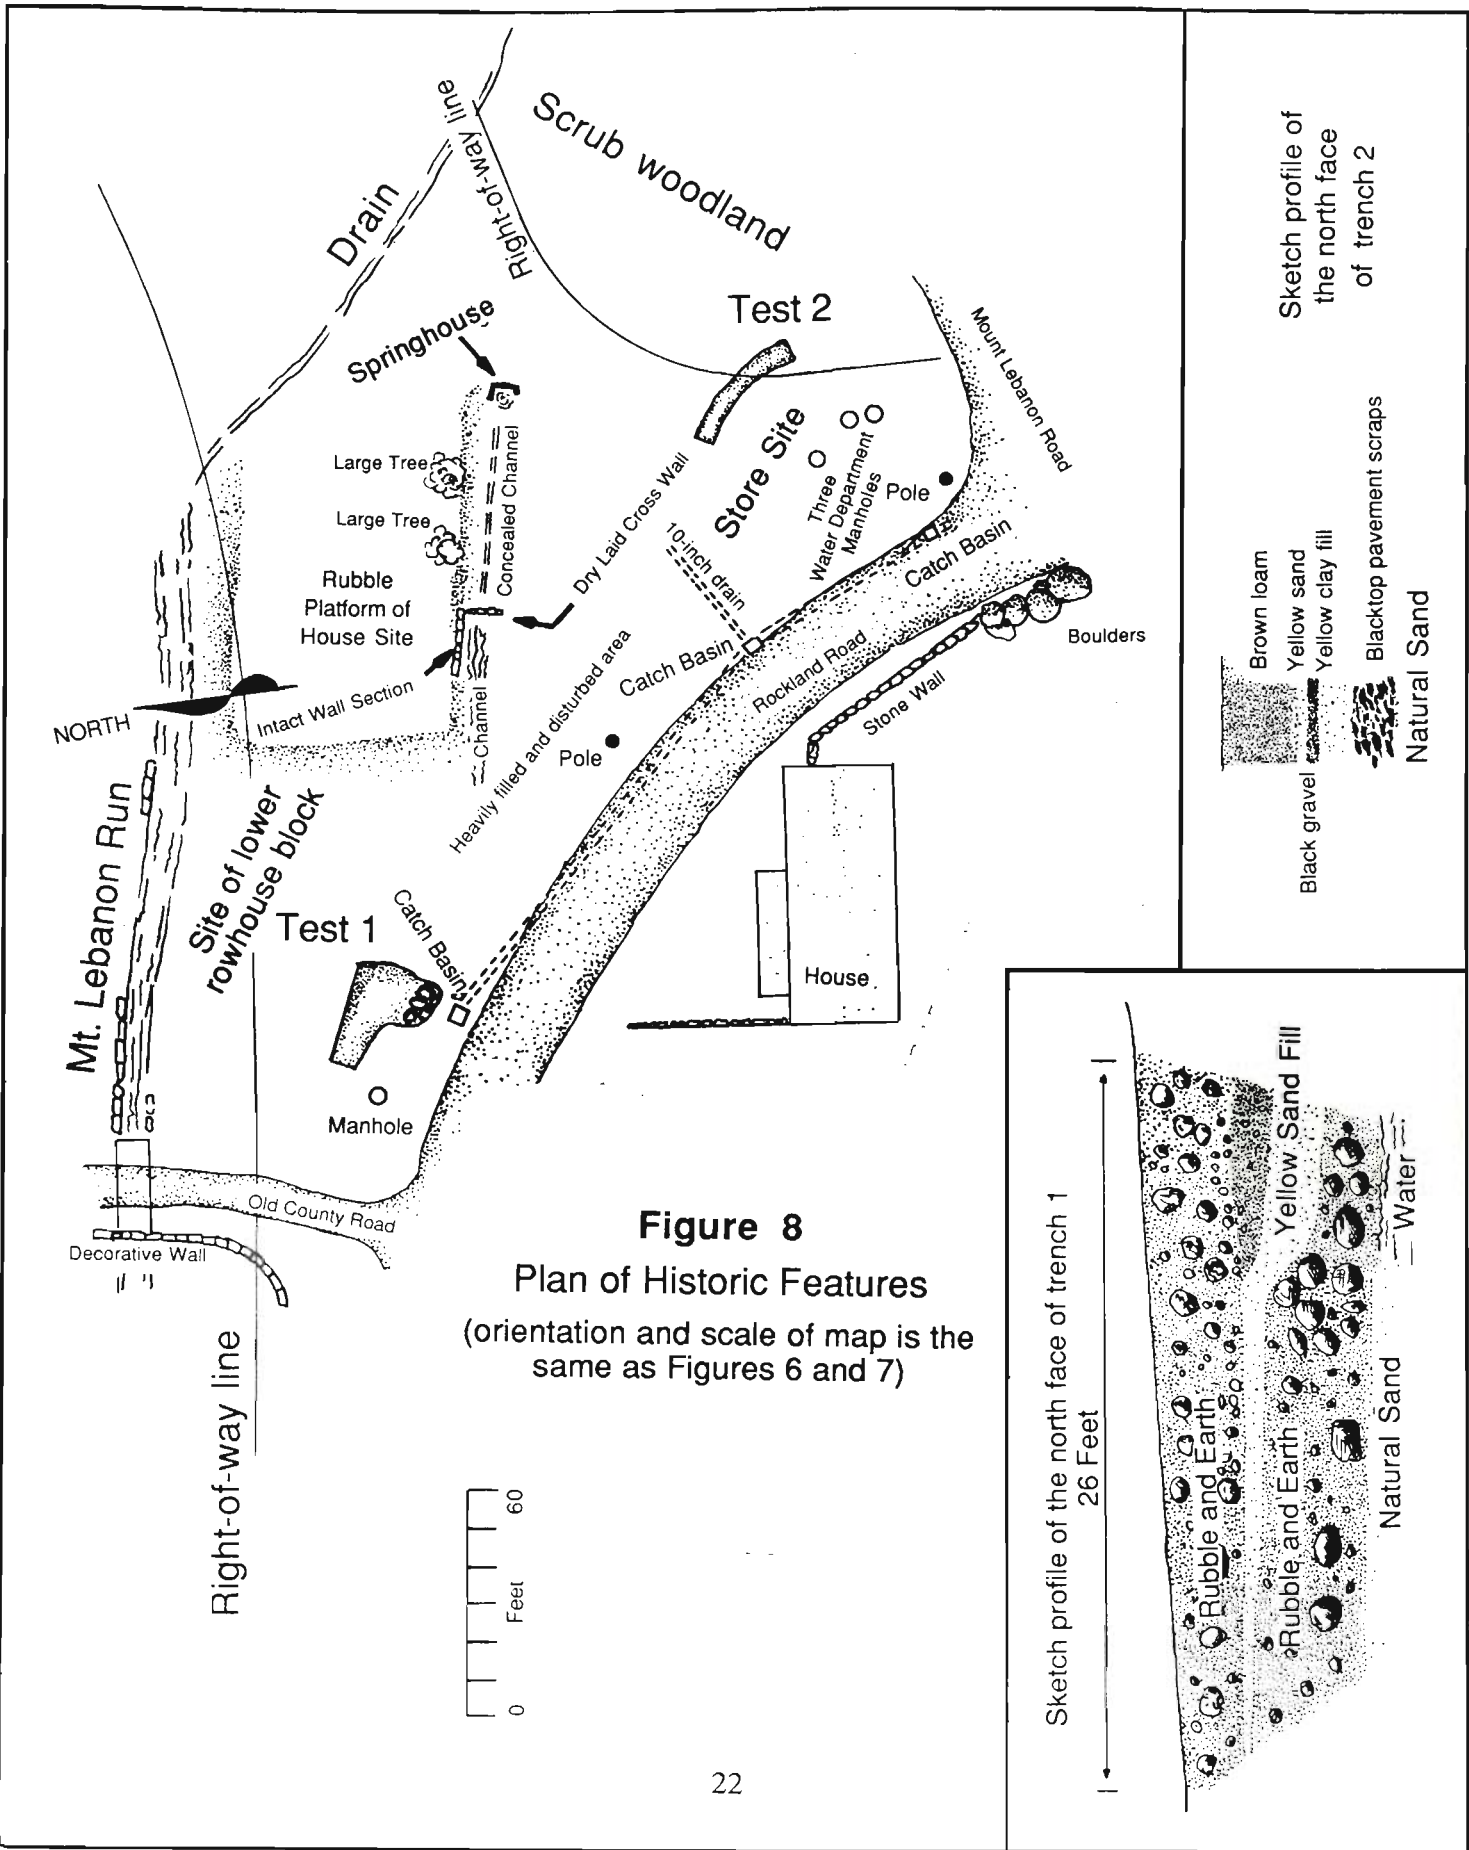 Scrub woodland
Right-of-way line
Drain
Springhouse
Test 2
Mount Lebanon Road
Large Tree
Large Tree
Concealed Channel
Dry Laid Cross Wall
Store Site
Three
Water Department
Manholes
Pole
10-inch drain
Catch Basin
Rubble
Platform of
House Site
Intact Wall Section
NORTH
Channel
Heavily filled and disturbed area
Catch Basin
Rockland Road
Boulders
Stone Wall
Pole
House
Mt. Lebanon Run
Site of lower
rowhouse block
Test 1
Catch Basin
Manhole
Old County Road
Decorative Wall
Right-of-way line
Figure 8
Plan of Historic Features
(orientation and scale of map is the
same as Figures 6 and 7)
0
Feet
60
Sketch profile of
the north face
of trench 2
Brown loam
Yellow sand
Yellow clay fill
Black gravel
Blacktop pavement scraps
Natural Sand
Sketch profile of the north face of trench 1
26 Feet
Rubble and Earth
Yellow Sand Fill
Rubble and Earth
Water
Natural Sand
22